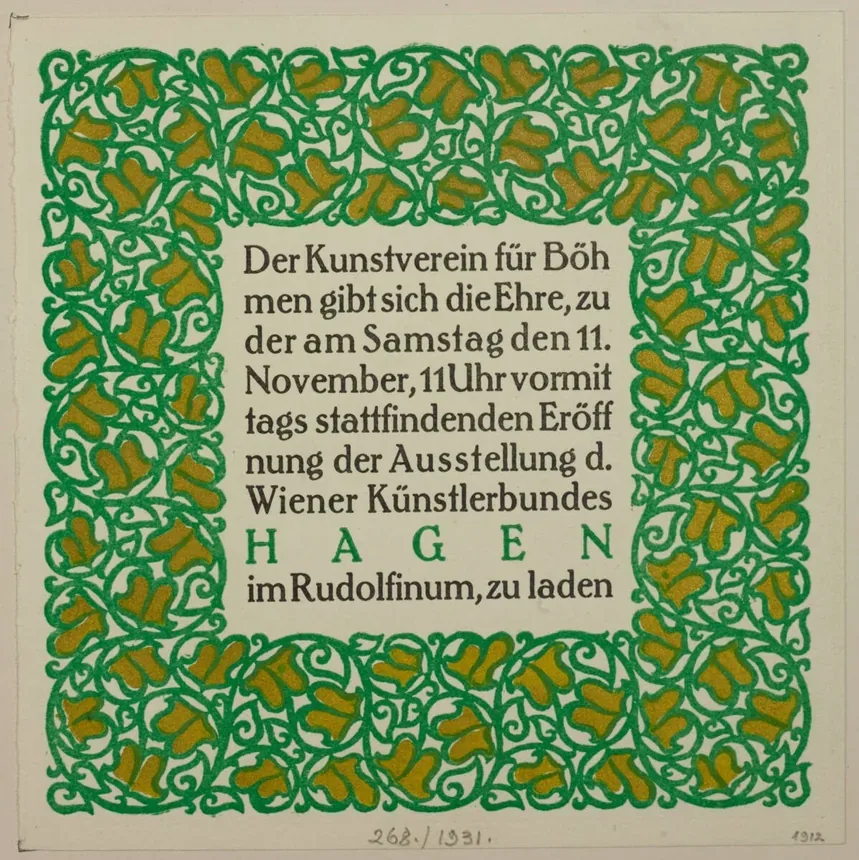 Der Kunstverein für Böh
men gibt sich die Ehre, zu
der am Samstag den 11.
November, 11 Uhr vormit
tags stattfindenden Eröff
nung der Ausstellung d.
Wiener Künstlerbundes
HAGEN
im Rudolfinum, zu laden
268./1931.
1912